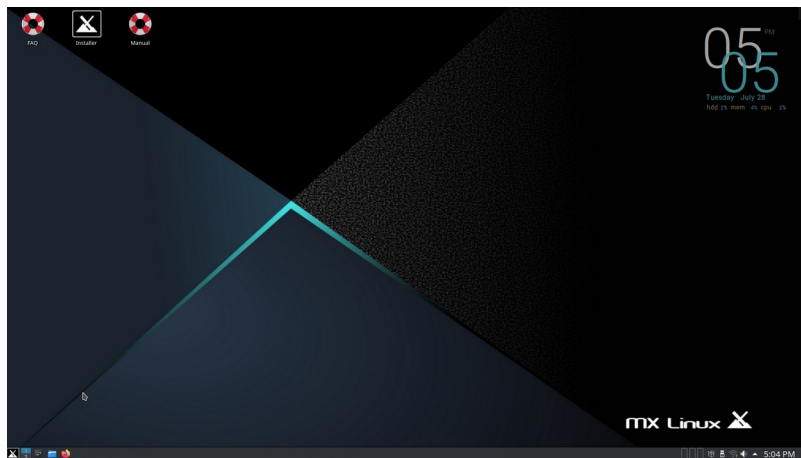 FAQ
Installer
Manual
05 PM
05
Tuesday July 28
hdd 1% mem 4% cpu 2%
MX Linux
5:04 PM